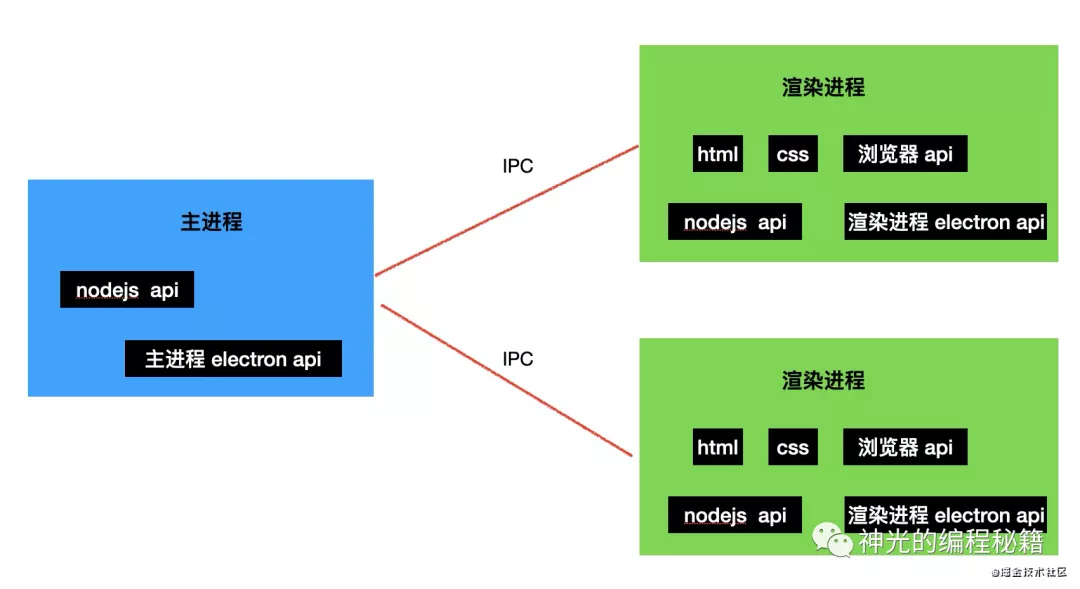 主进程
nodejs api
主进程 electron api
IPC
IPC
渲染进程
html css 浏览器 api
nodejs api 渲染进程 electron api
渲染进程
html css 浏览器 api
nodejs api 渲染进程 electron api
神光的编程秘籍
@掘金技术社区